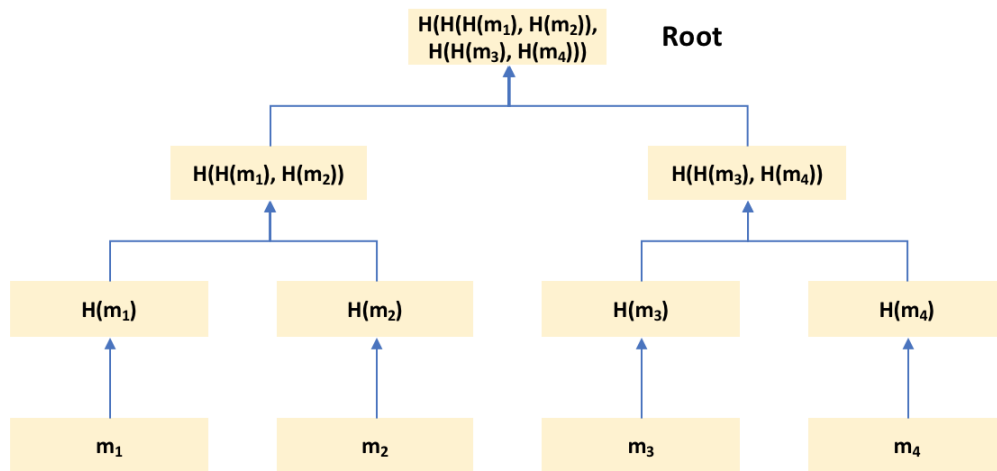 H(H(H(m₁), H(m₂)),
H(H(m₃), H(m₄)))
Root
H(H(m₁), H(m₂))
H(H(m₃), H(m₄))
H(m₁)
H(m₂)
H(m₃)
H(m₄)
m₁
m₂
m₃
m₄